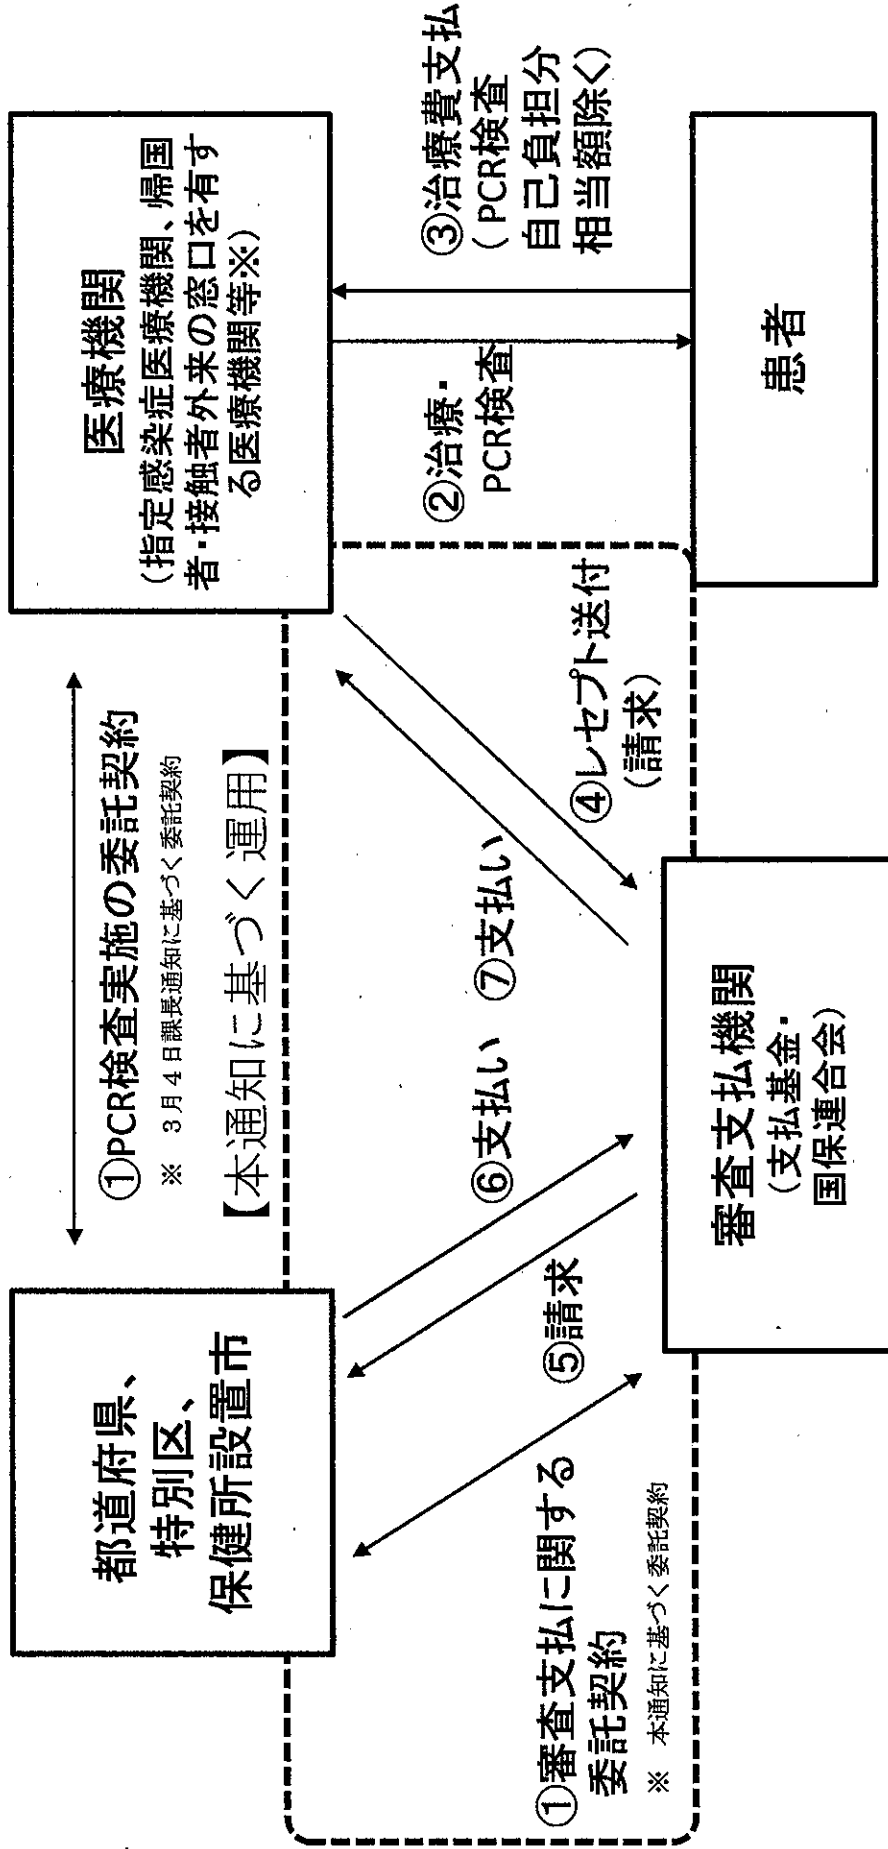 都道府県、
特別区、
保健所設置市
①PCR検査実施の委託契約
※ 3月4日課長通知に基づく委託契約
【本通知に基づく運用】
医療機関
(指定感染症医療機関、帰国
者・接触者外来の窓口を有す
る医療機関等※)
①審査支払に関する
委託契約
※ 本通知に基づく委託契約
⑤請求
⑥支払い
⑦支払い
④レセプト送付
(請求)
②治療・
PCR検査
③治療費支払
(PCR検査
自己負担分
相当額除く)
審査支払機関
(支払基金・
国保連合会)
患者